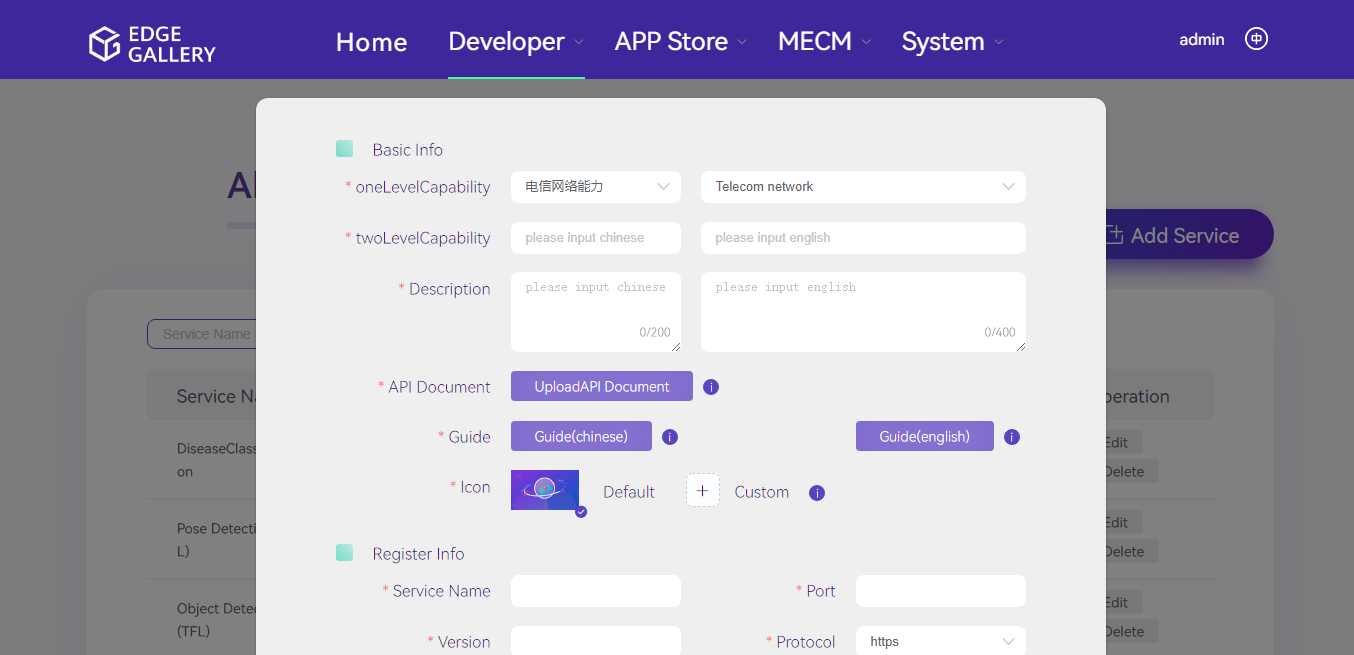 EDGE
GALLERY
Home Developer APP Store MECM System admin 中
Basic Info
* oneLevelCapability 电信网络能力 Telecom network
* twoLevelCapability please input chinese please input english
Add Service
* Description please input chinese please input english
0/200 0/400
Service Name
* API Document UploadAPI Document i
Service Na
peration
* Guide Guide(chinese) i Guide(english) i
DiseaseClass
on
Edit
Delete
* Icon Default + Custom i
Pose Detecti
L)
Edit
Delete
Register Info
* Service Name * Port
Object Detec
(TFL)
Edit
Delete
* Version * Protocol https